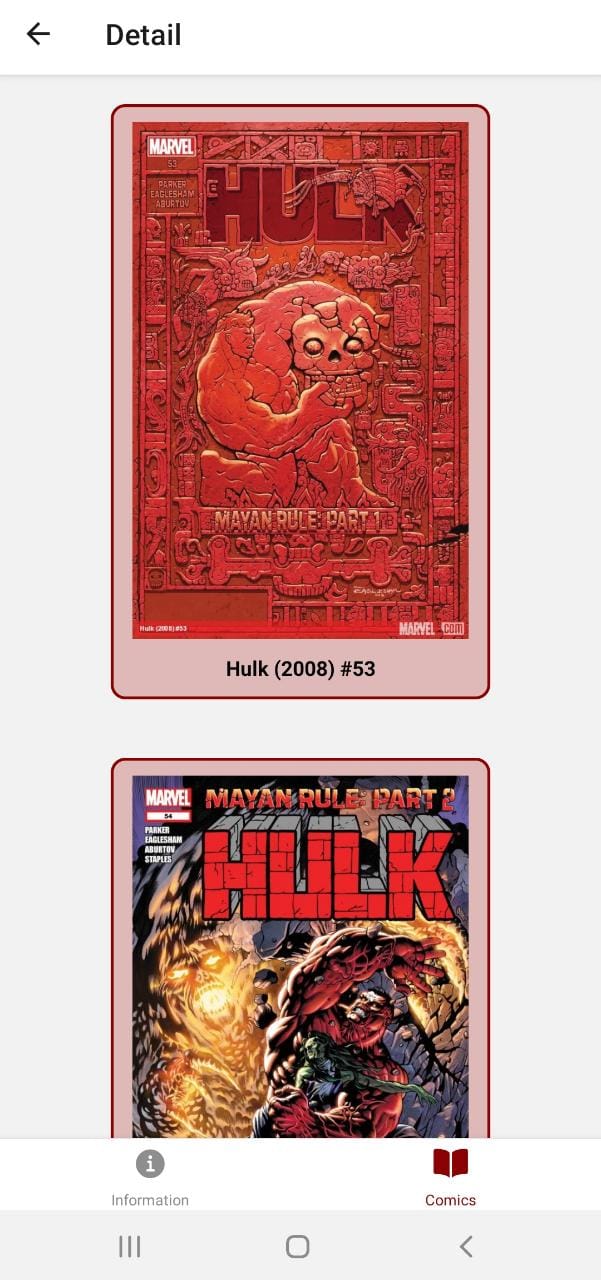 Detail
MARVEL
53
PARKER
EAGLESHAM
ABURTOV
HULK
MAYAN RULE: PART 1
EAGLESHAM
Hulk (2008) #53
MARVEL .COM
Hulk (2008) #53
MARVEL
54
PARKER
EAGLESHAM
ABURTOV
STAPLES
MAYAN RULE: PART 2
HULK
Information
Comics